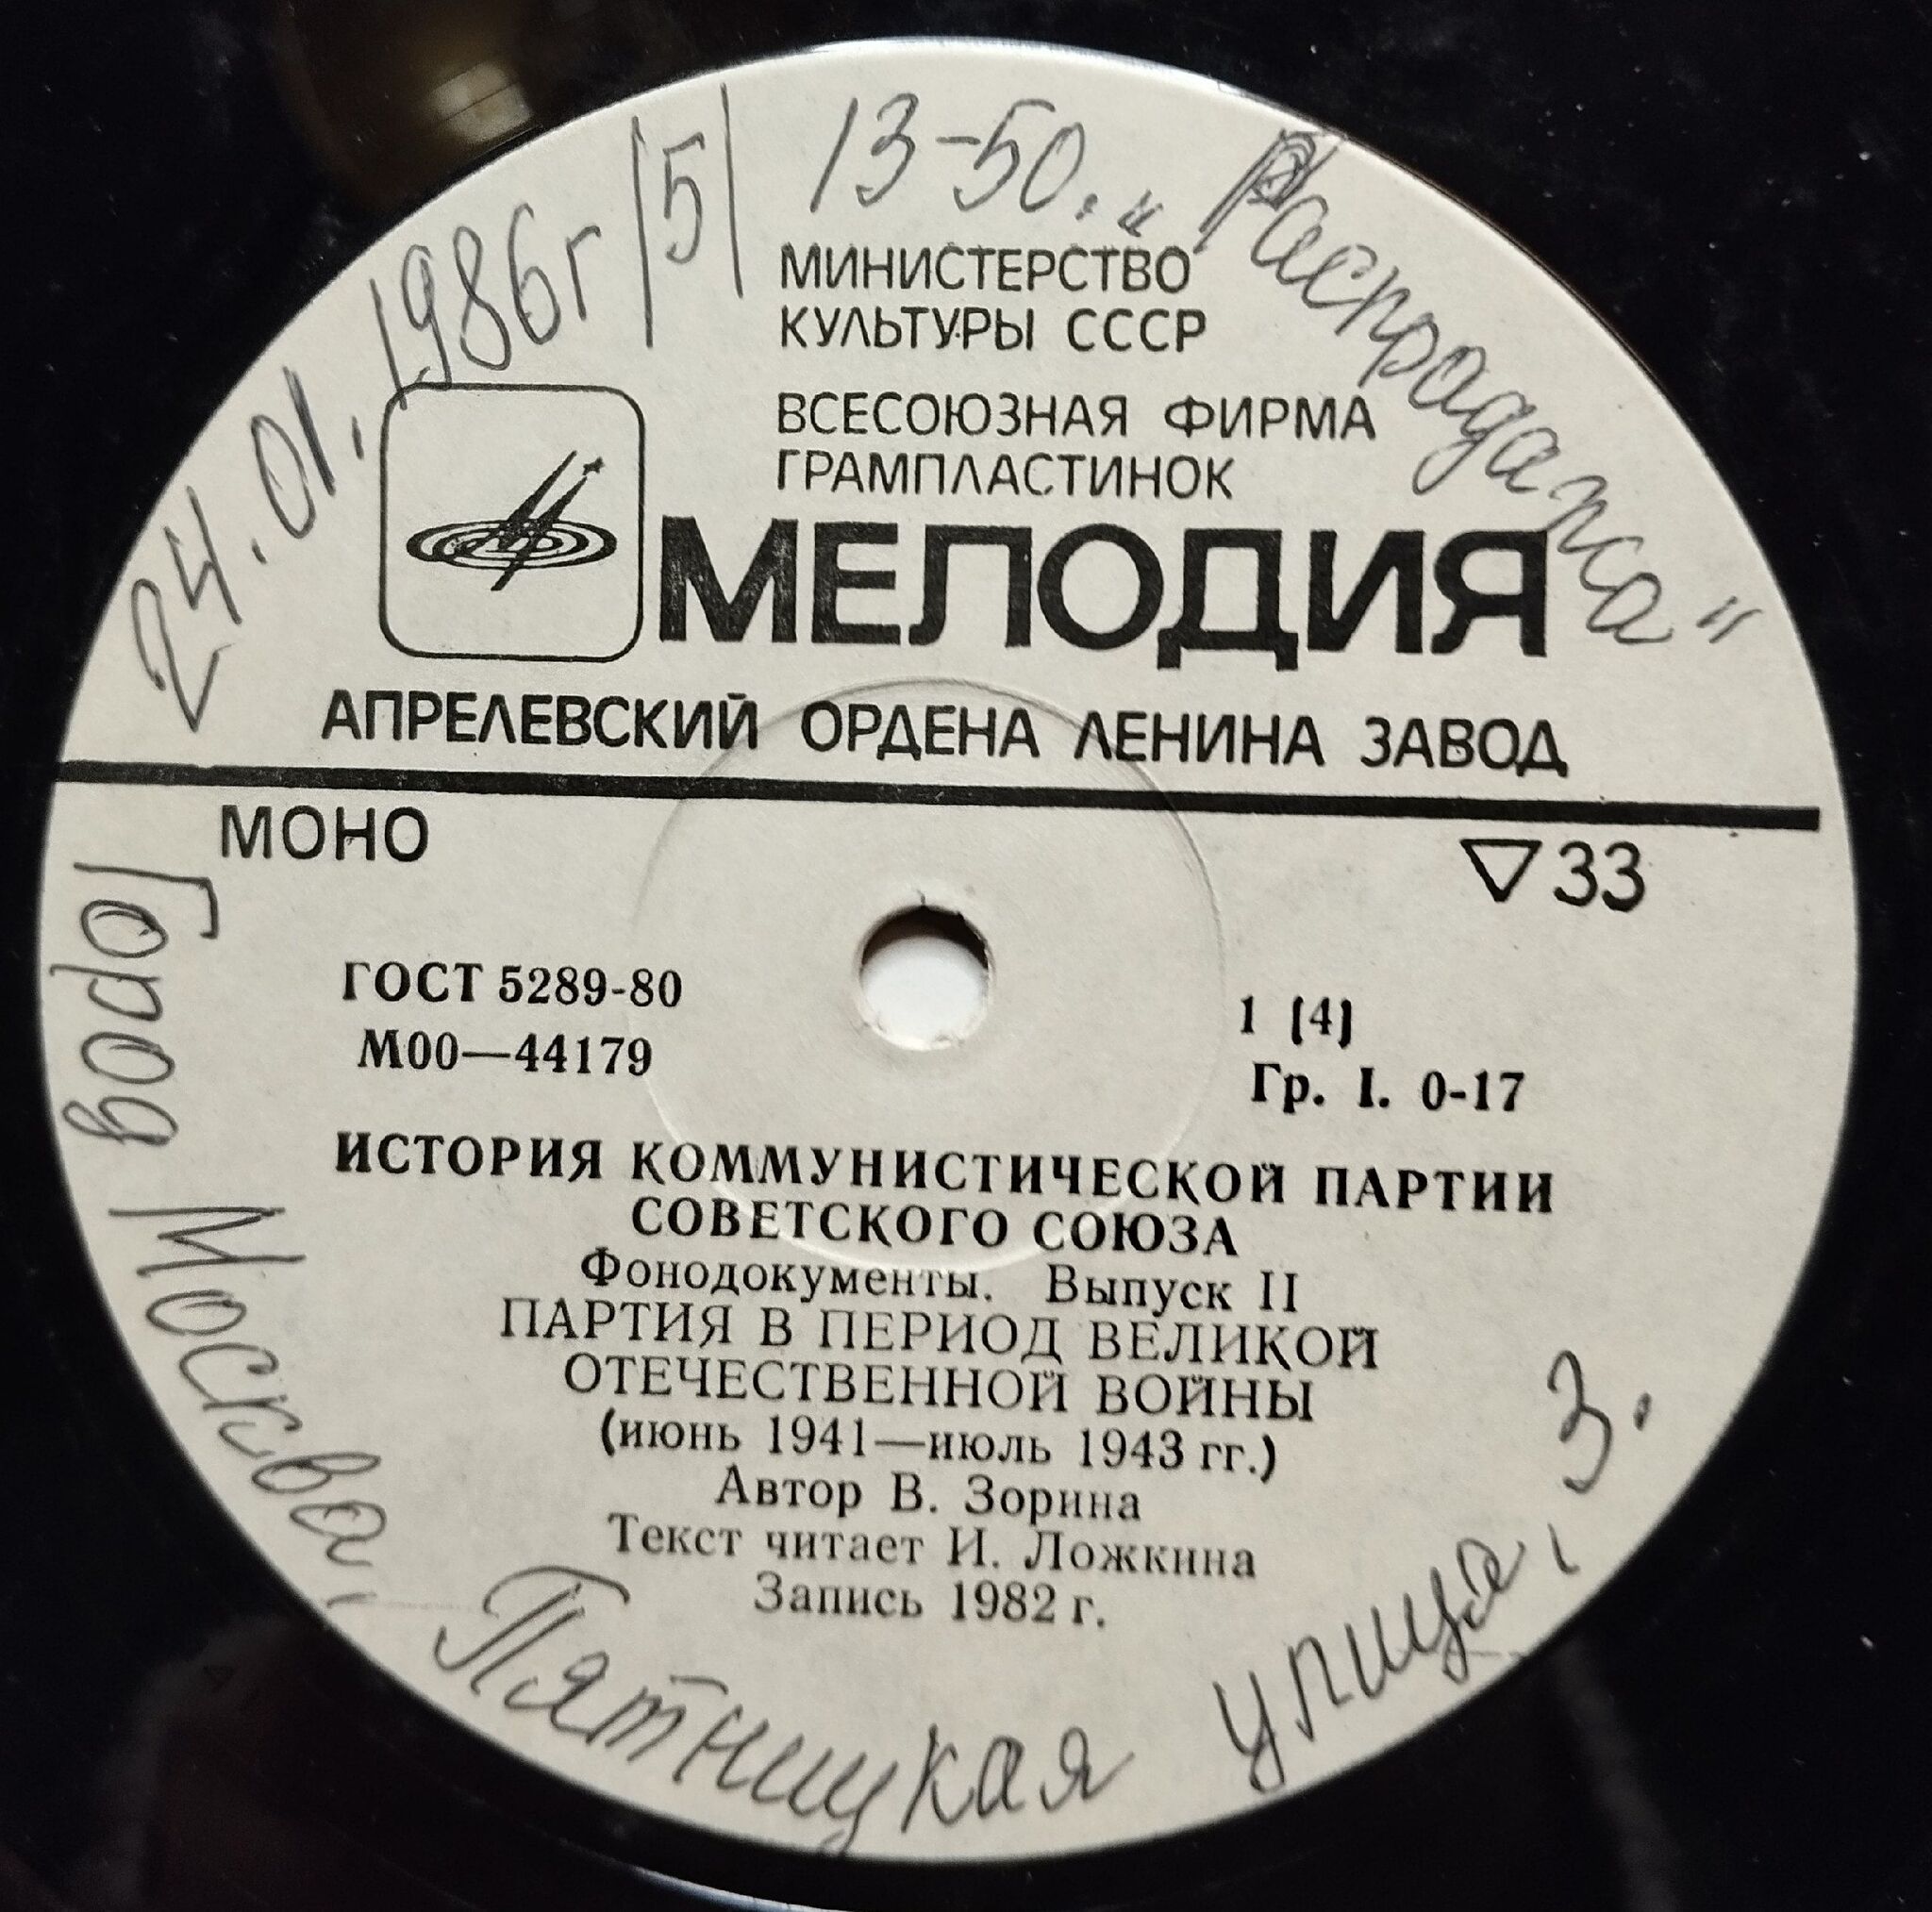 24.01.1986г |5| 13-50. „Распродажа"
МИНИСТЕРСТВО
КУЛЬТУРЫ СССР
ВСЕСОЮЗНАЯ ФИРМА
ГРАМПЛАСТИНОК
МЕЛОДИЯ
АПРЕЛЕВСКИЙ ОРДЕНА ЛЕНИНА ЗАВОД
МОНО
▽33
ГОСТ 5289-80
М00—44179
1 (4)
Гр. I. 0-17
ИСТОРИЯ КОММУНИСТИЧЕСКОЙ ПАРТИИ
СОВЕТСКОГО СОЮЗА
Фонодокументы. Выпуск II
ПАРТИЯ В ПЕРИОД ВЕЛИКОЙ
ОТЕЧЕСТВЕННОЙ ВОЙНЫ
(июнь 1941—июль 1943 гг.)
Автор В. Зорина
Текст читает И. Ложкина
Запись 1982 г.
Город Москва, Пятницкая улица, 3.